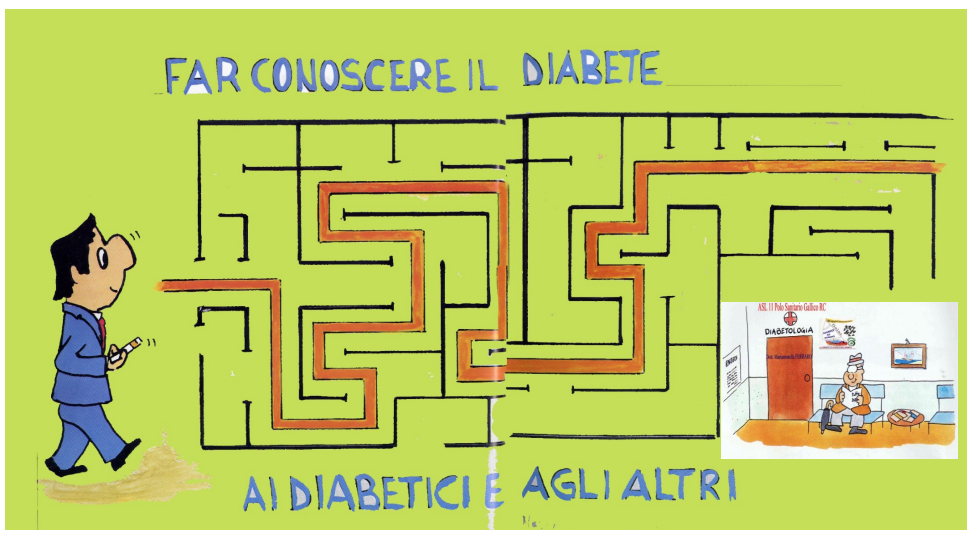 FAR CONOSCERE IL DIABETE
ASL 11 Polo Sanitario Gallico RC
DIABETOLOGIA
AI DIABETICI E AGLI ALTRI